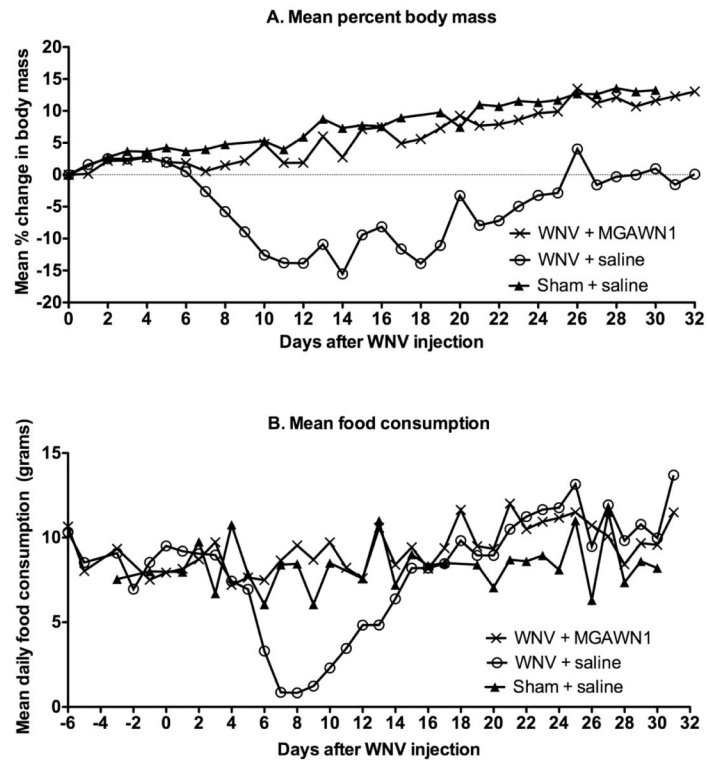 A. Mean percent body mass
20
15
10
5
0
-5
-10
-15
-20
Mean % change in body mass
WNV + MGAWN1
WNV + saline
Sham + saline
0 2 4 6 8 10 12 14 16 18 20 22 24 26 28 30 32
Days after WNV injection
B. Mean food consumption
15
10
5
0
Mean daily food consumption (grams)
WNV + MGAWN1
WNV + saline
Sham + saline
-6 -4 -2 0 2 4 6 8 10 12 14 16 18 20 22 24 26 28 30 32
Days after WNV injection